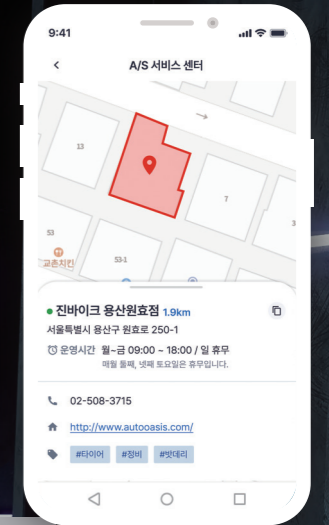 9:41
A/S 서비스 센터
13
7
3
53
교촌치킨
53-1
진바이크 용산원효점 1.9km
서울특별시 용산구 원효로 250-1
운영시간 월~금 09:00 ~ 18:00 / 일 휴무
매월 둘째, 넷째 토요일은 휴무입니다.
02-508-3715
http://www.autooasis.com/
#타이어 #정비 #밧데리